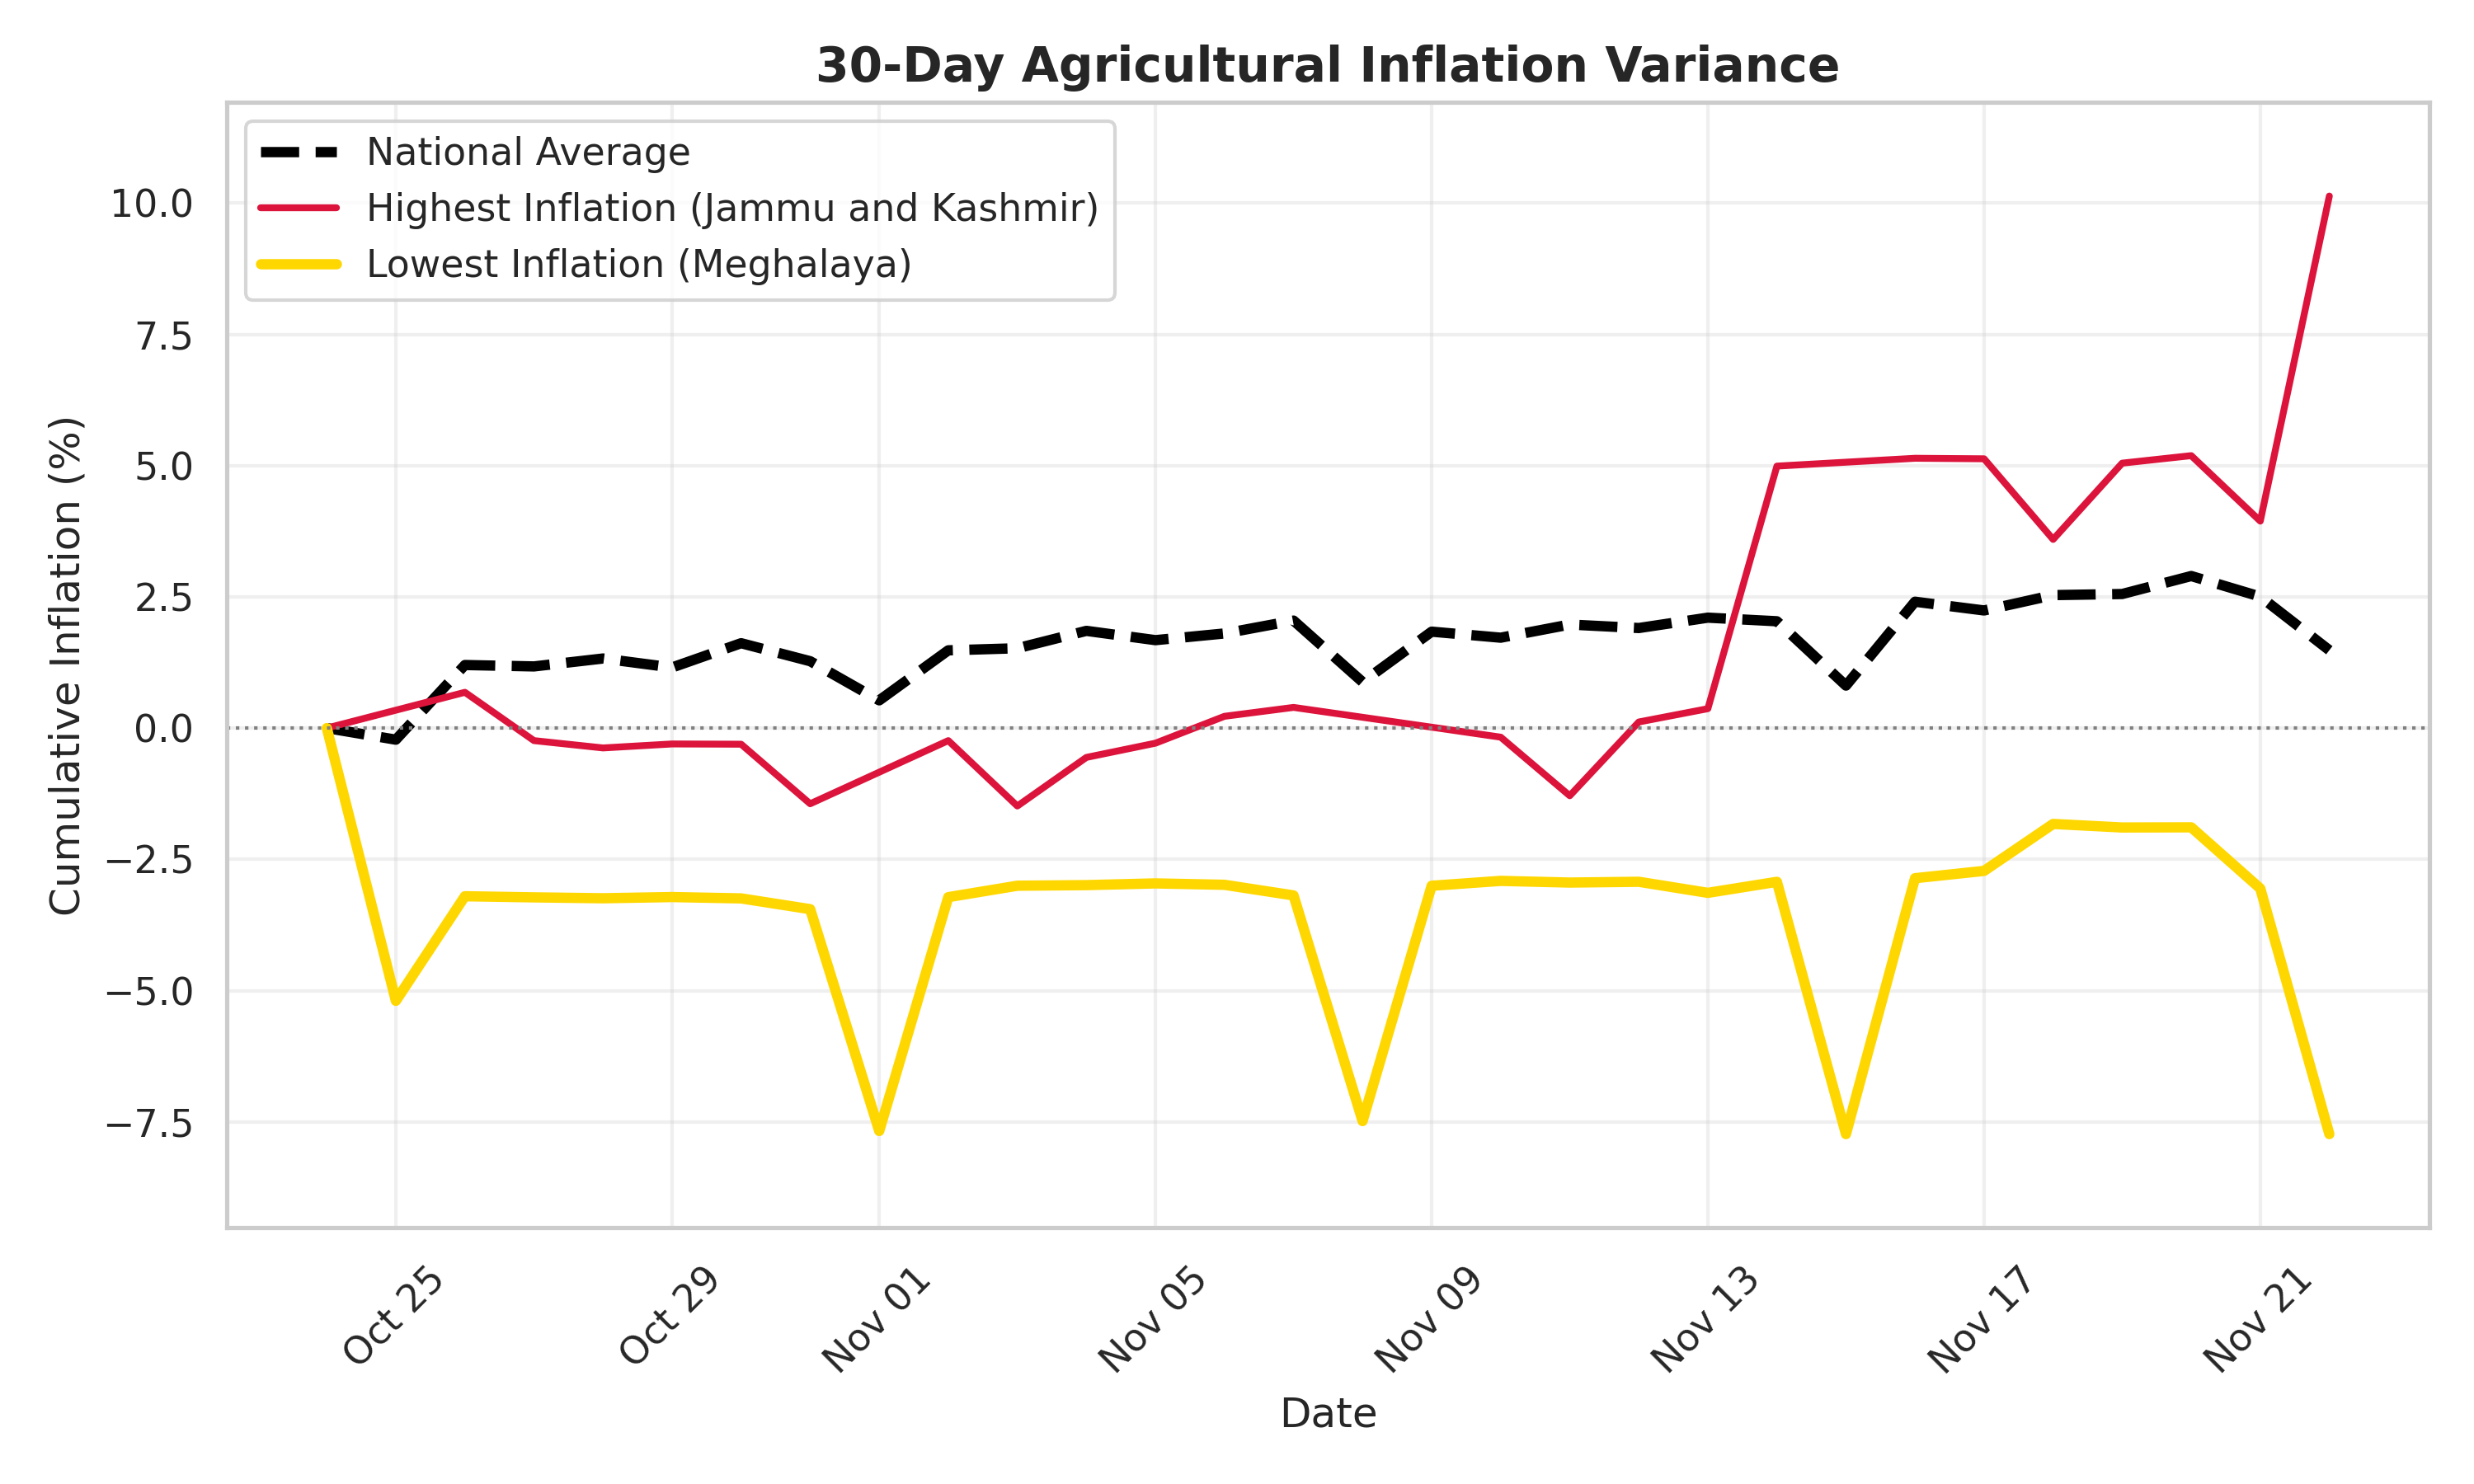 30-Day Agricultural Inflation Variance
National Average
Highest Inflation (Jammu and Kashmir)
Lowest Inflation (Meghalaya)
Cumulative Inflation (%)
10.0
7.5
5.0
2.5
0.0
−2.5
−5.0
−7.5
Oct 25
Oct 29
Nov 01
Nov 05
Nov 09
Nov 13
Nov 17
Nov 21
Date